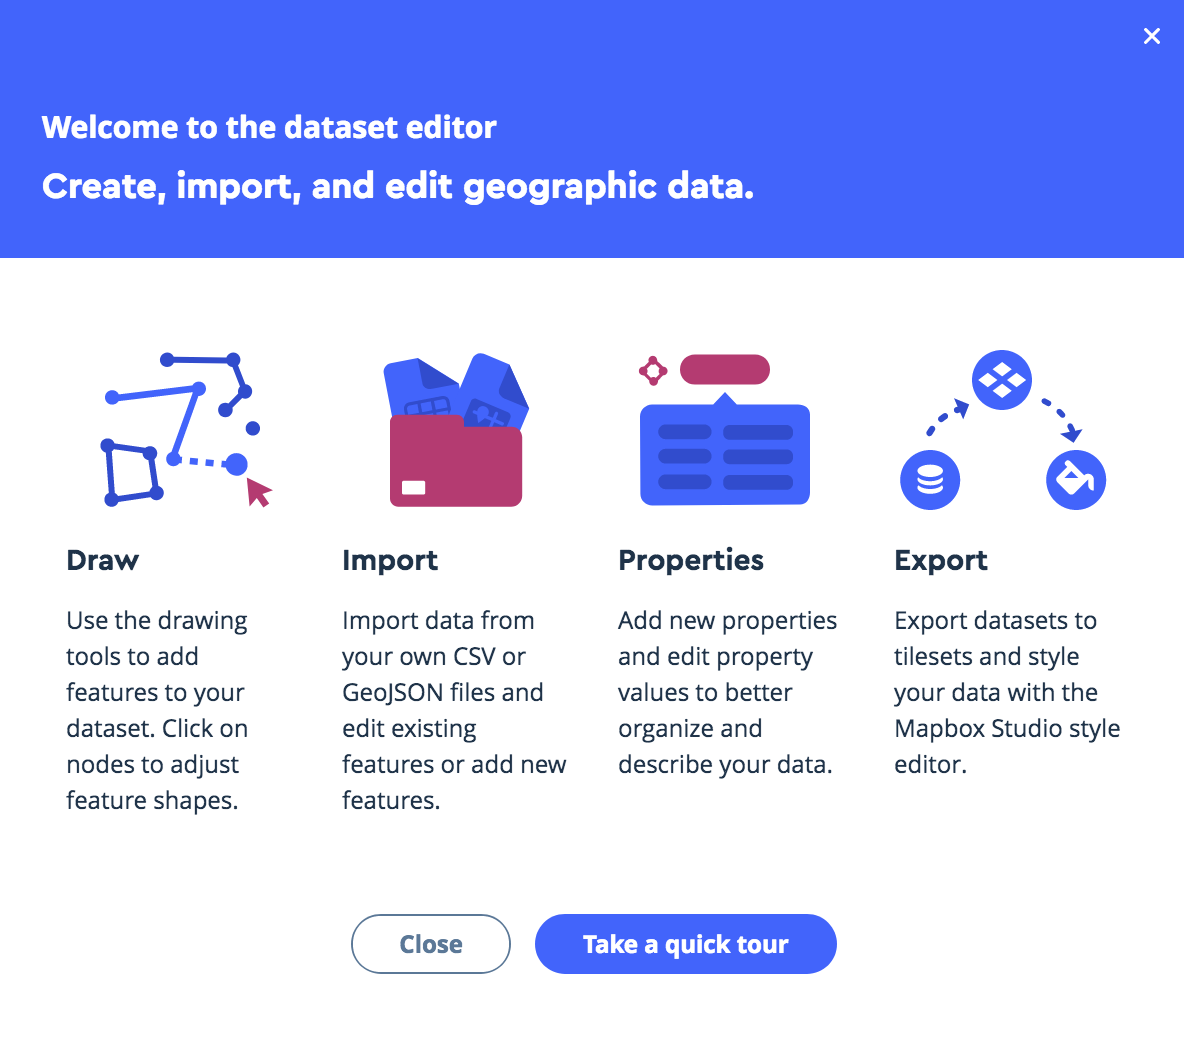 Welcome to the dataset editor
Create, import, and edit geographic data.
Draw
Use the drawing
tools to add
features to your
dataset. Click on
nodes to adjust
feature shapes.
Import
Import data from
your own CSV or
GeoJSON files and
edit existing
features or add new
features.
Properties
Add new properties
and edit property
values to better
organize and
describe your data.
Export
Export datasets to
tilesets and style
your data with the
Mapbox Studio style
editor.
Close
Take a quick tour